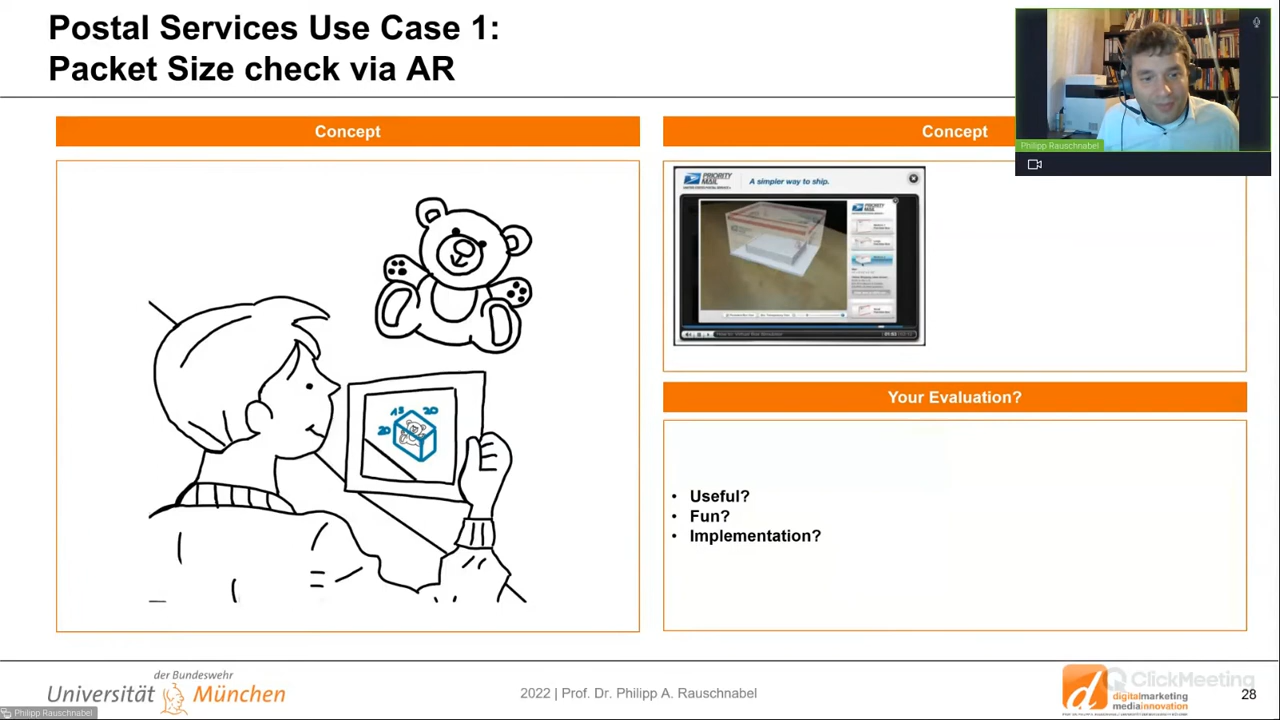 Postal Services Use Case 1:
Packet Size check via AR
Concept
Concept
Philipp Rauschnabel
PRIORITY
MAIL
A simpler way to ship.
PRIORITY
MAIL
15
20
20
Your Evaluation?
• Useful?
• Fun?
• Implementation?
der Bundeswehr
Universität München
2022 | Prof. Dr. Philipp A. Rauschnabel
d
digitalmarketing
mediainnovation
ClickMeeting
28
Philipp Rauschnabel